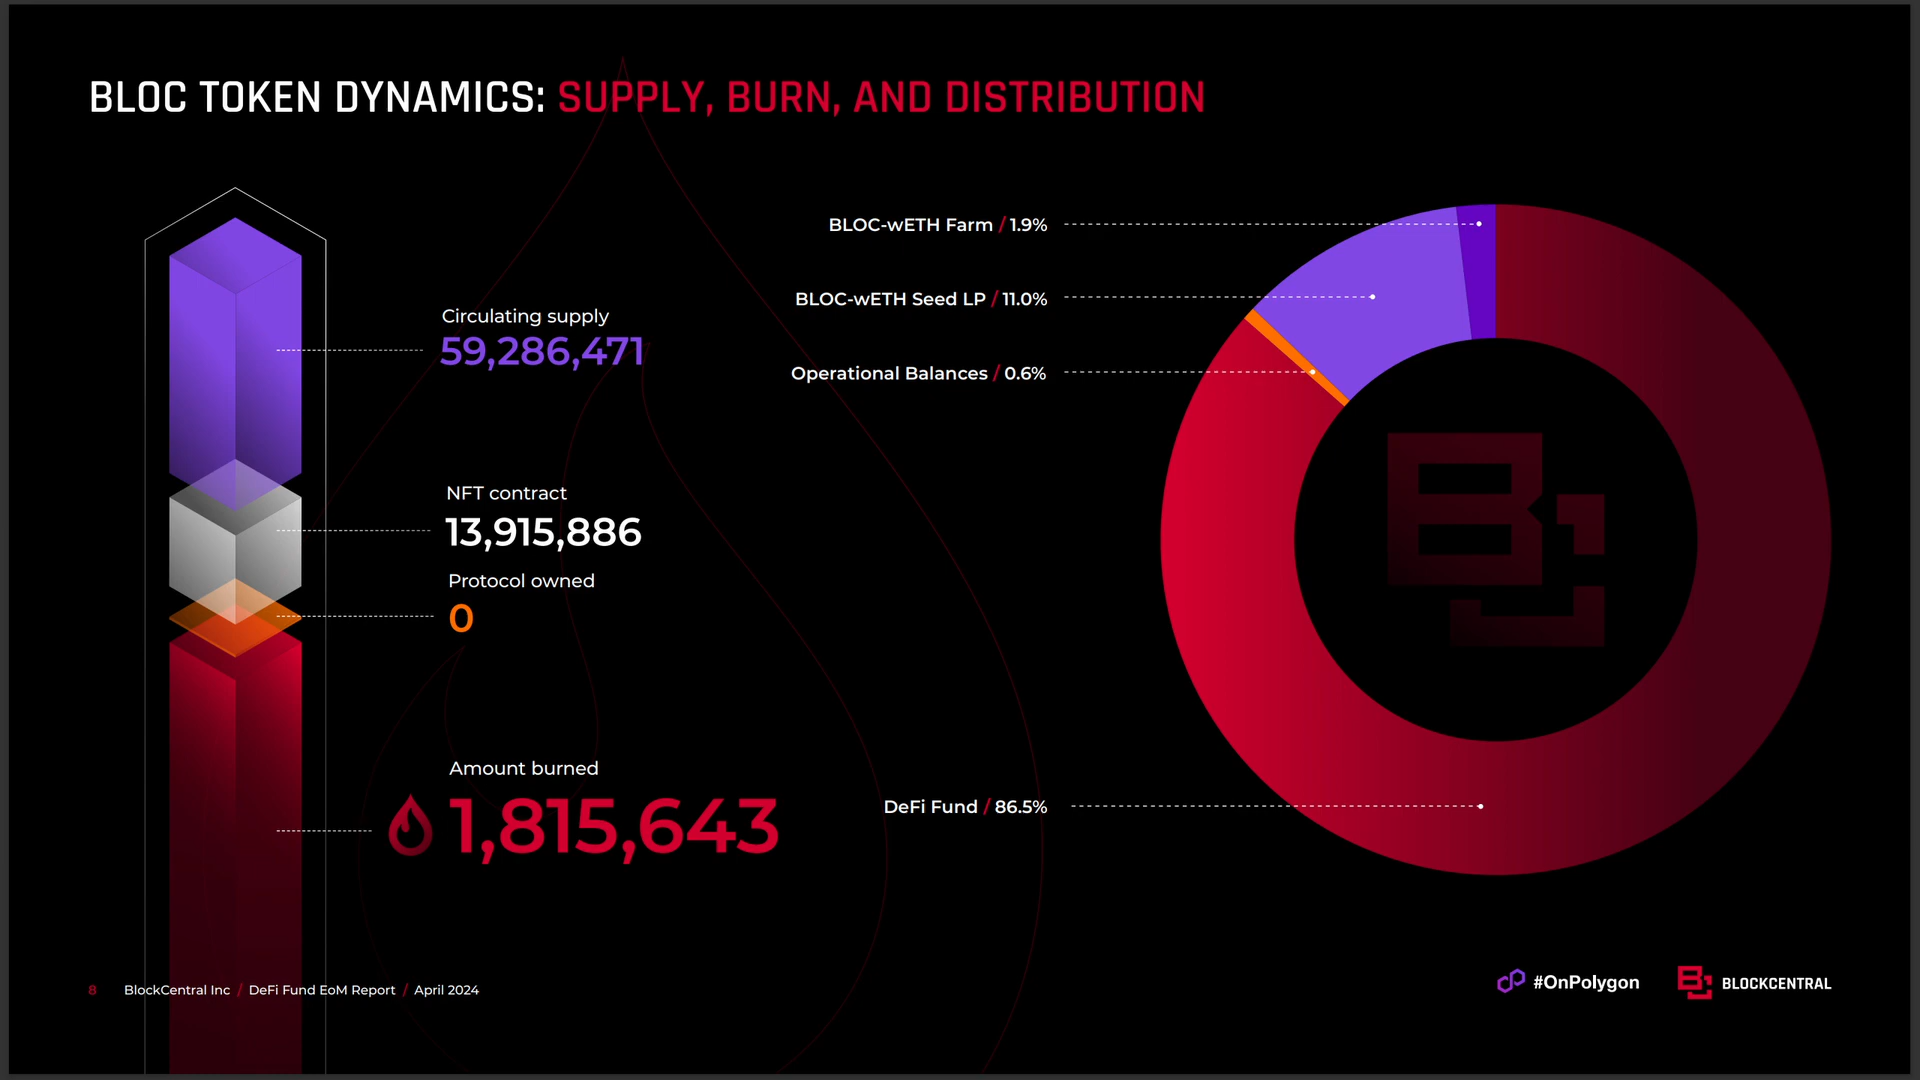 BLOC TOKEN DYNAMICS: SUPPLY, BURN, AND DISTRIBUTION
Circulating supply
59,286,471
NFT contract
13,915,886
Protocol owned
0
Amount burned
1,815,643
BLOC-wETH Farm / 1.9%
BLOC-wETH Seed LP / 11.0%
Operational Balances / 0.6%
DeFi Fund / 86.5%
8 BlockCentral Inc / DeFi Fund EoM Report / April 2024
#OnPolygon
BLOCKCENTRAL